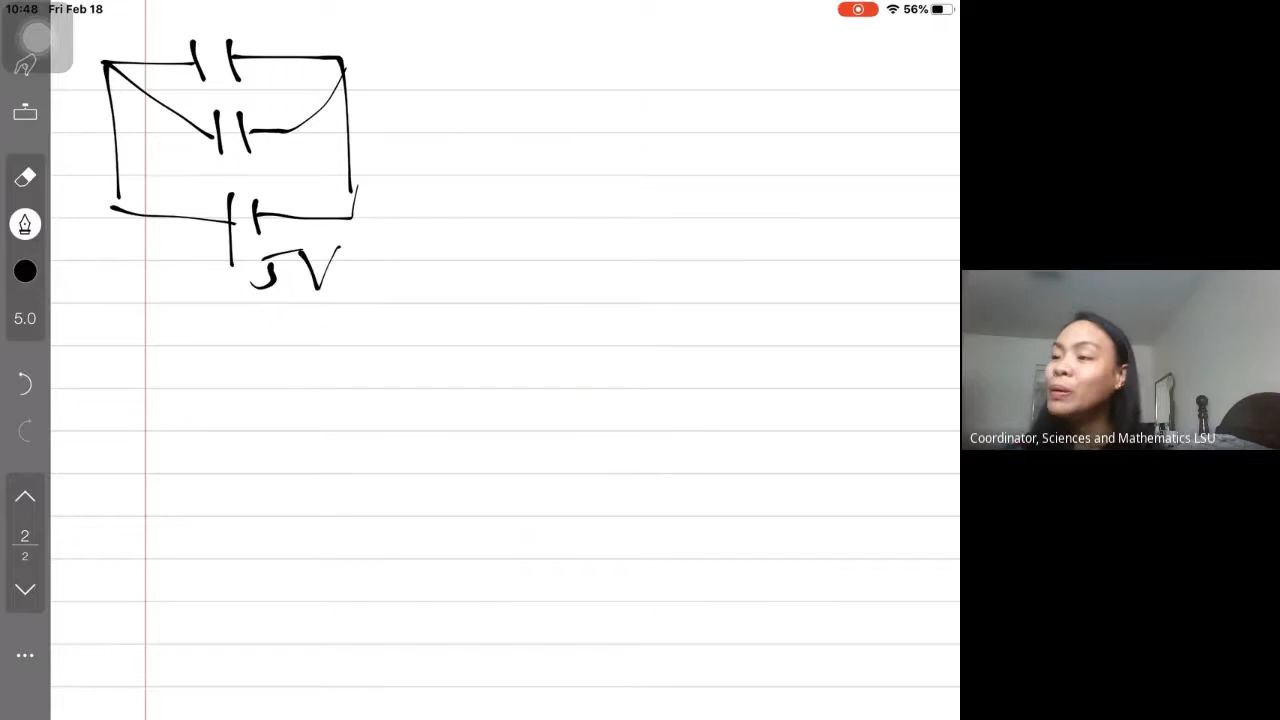 10:48 Fri Feb 18
56%
5V
5.0
2
2
Coordinator, Sciences and Mathematics LSU